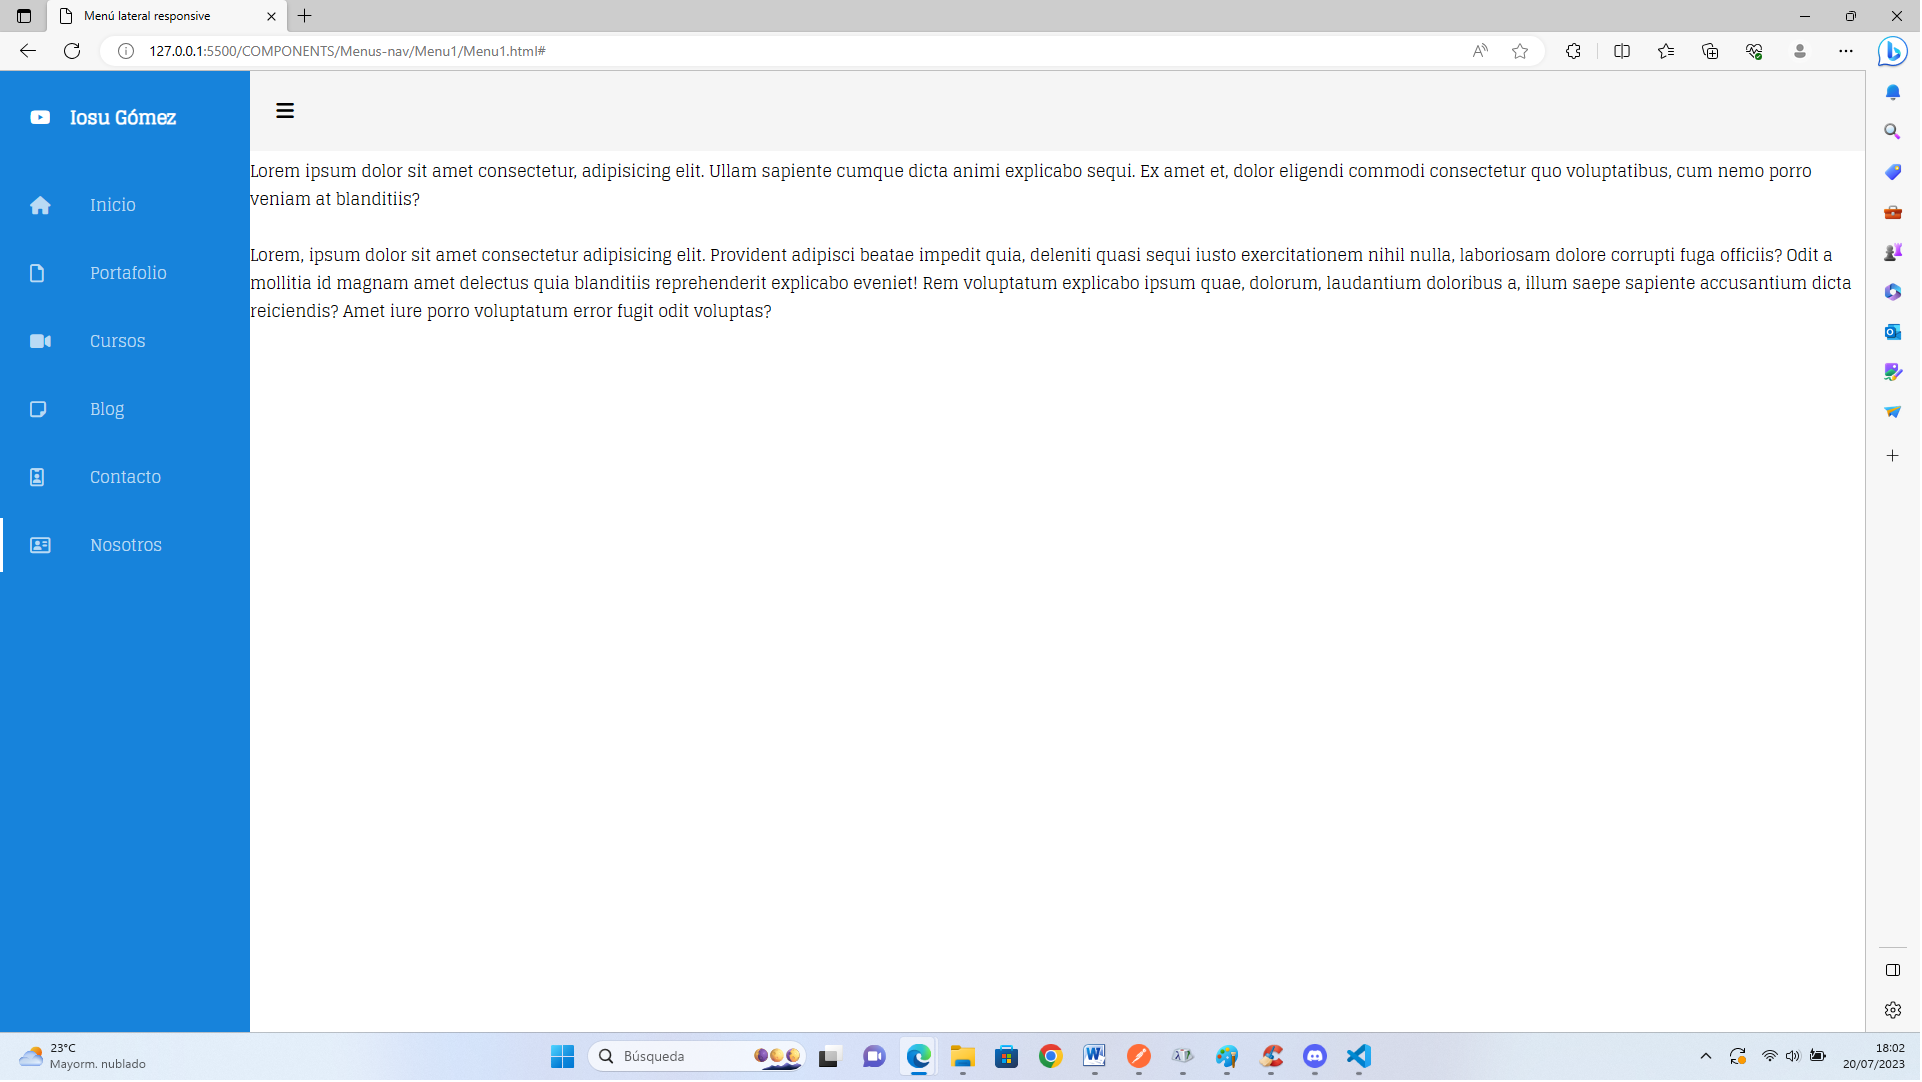 Menú lateral responsive
127.0.0.1:5500/COMPONENTS/Menus-nav/Menu1/Menu1.html#
Iosu Gómez
Inicio
Portafolio
Cursos
Blog
Contacto
Nosotros
Lorem ipsum dolor sit amet consectetur, adipisicing elit. Ullam sapiente cumque dicta animi explicabo sequi. Ex amet et, dolor eligendi commodi consectetur quo voluptatibus, cum nemo porro
veniam at blanditiis?
Lorem, ipsum dolor sit amet consectetur adipisicing elit. Provident adipisci beatae impedit quia, deleniti quasi sequi iusto exercitationem nihil nulla, laboriosam dolore corrupti fuga officiis? Odit a
mollitia id magnam amet delectus quia blanditiis reprehenderit explicabo eveniet! Rem voluptatum explicabo ipsum quae, dolorum, laudantium doloribus a, illum saepe sapiente accusantium dicta
reiciendis? Amet iure porro voluptatum error fugit odit voluptas?
23°C
Mayorm. nublado
Búsqueda
18:02
20/07/2023